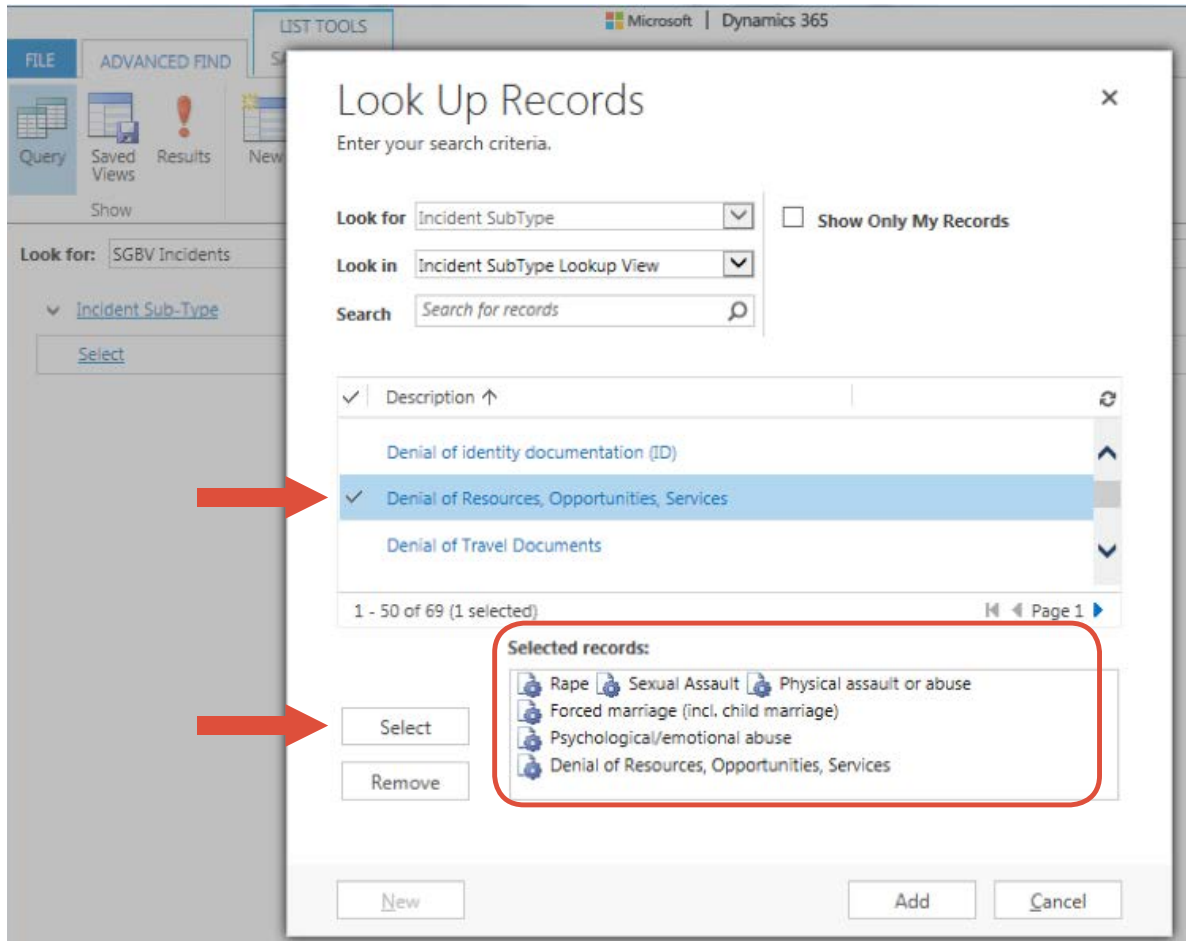 LIST TOOLS
Microsoft | Dynamics 365
FILE
ADVANCED FIND
Query
Saved Views
Results
New
Show
Look for: SGBV Incidents
Incident Sub-Type
Select
Look Up Records
Enter your search criteria.
Look for Incident SubType
Show Only My Records
Look in Incident SubType Lookup View
Search Search for records
Description
Denial of identity documentation (ID)
Denial of Resources, Opportunities, Services
Denial of Travel Documents
1 - 50 of 69 (1 selected)
Page 1
Selected records:
Rape Sexual Assault Physical assault or abuse
Forced marriage (incl. child marriage)
Psychological/emotional abuse
Denial of Resources, Opportunities, Services
Select
Remove
New
Add
Cancel